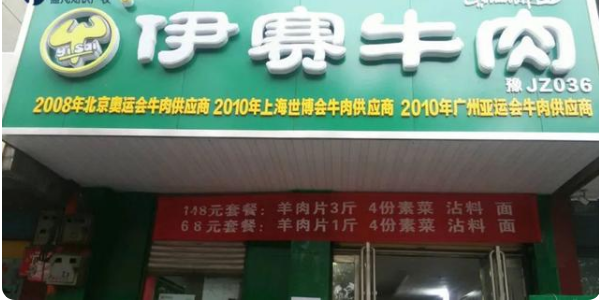 伊赛牛肉
yisai
豫JZ036
2008年北京奥运会牛肉供应商 2010年上海世博会牛肉供应商 2010年广州亚运会牛肉供应商
148元套餐：羊肉片3斤 4份素菜 沾料 面
68元套餐：羊肉片1斤 4份素菜 沾料 面